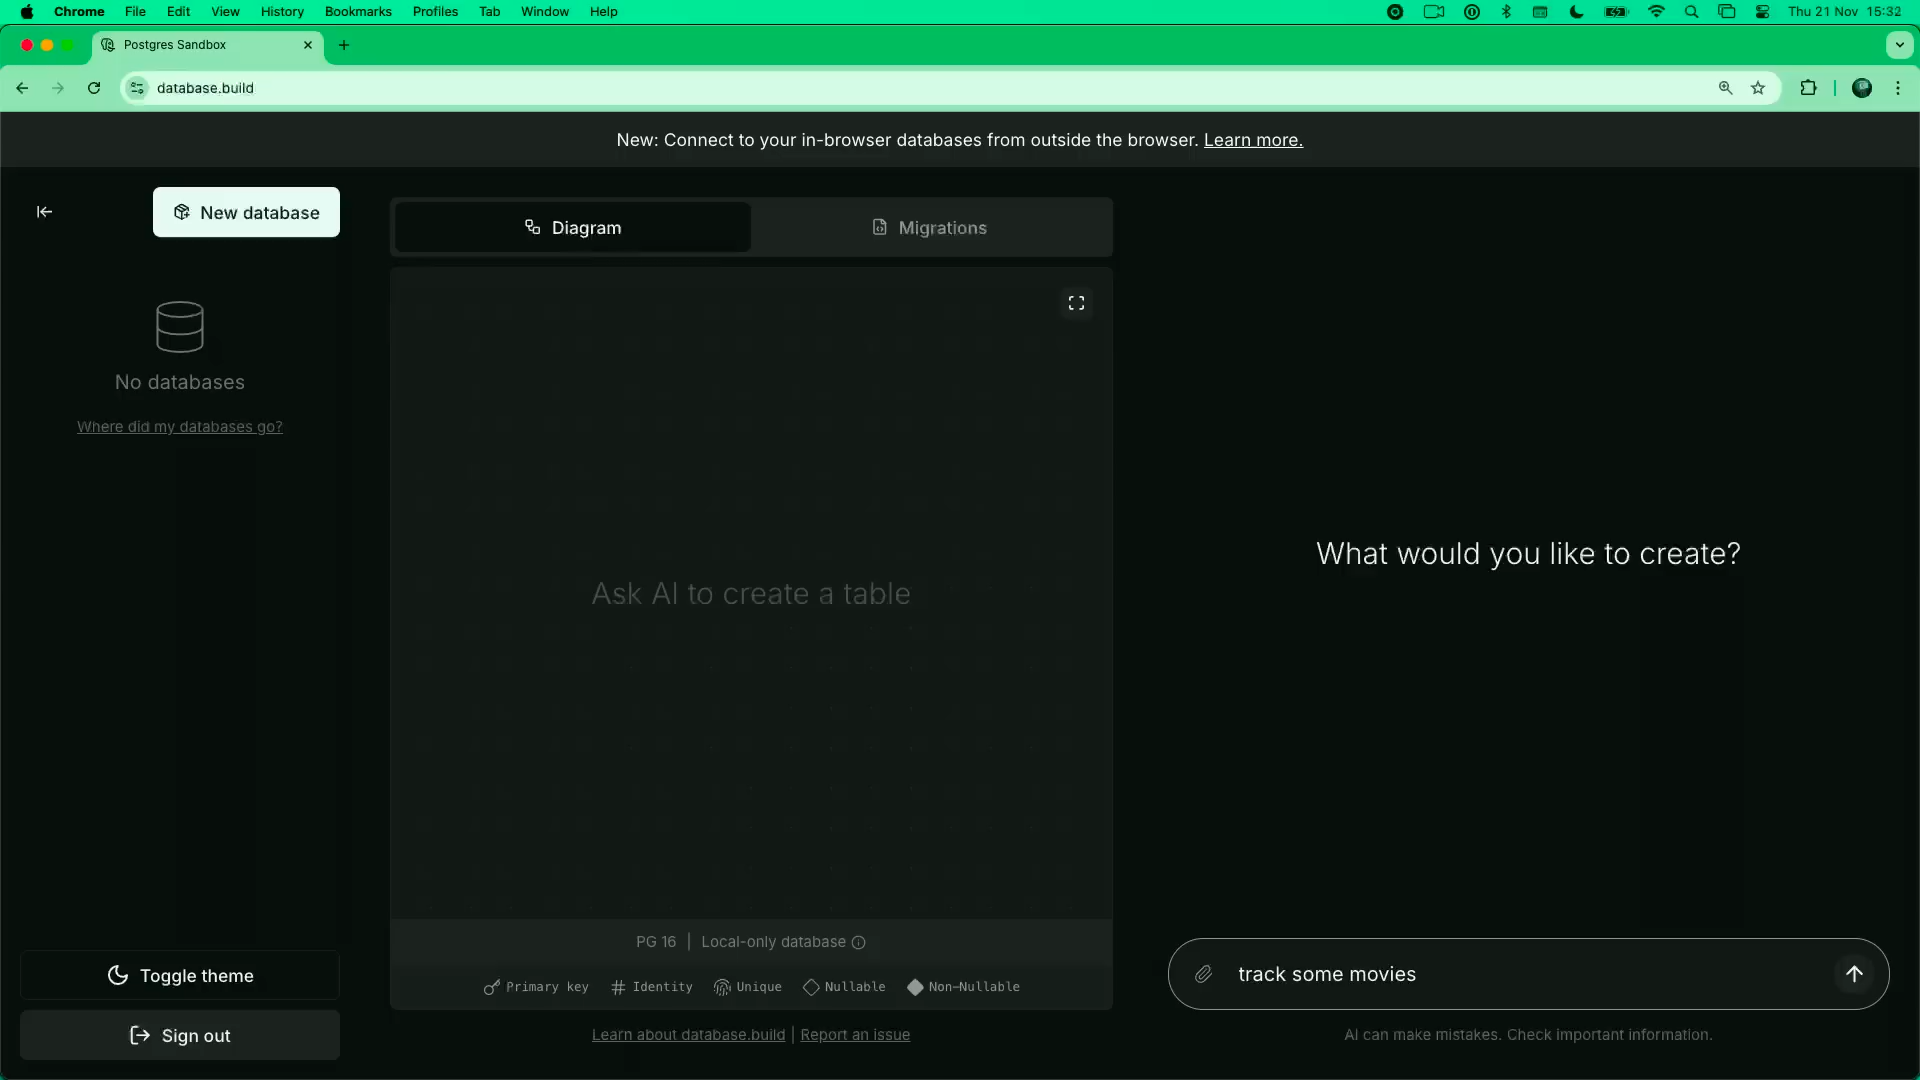 Chrome File Edit View History Bookmarks Profiles Tab Window Help Thu 21 Nov 15:32
Postgres Sandbox
database.build
New: Connect to your in-browser databases from outside the browser. Learn more.
New database
Diagram
Migrations
No databases
Where did my databases go?
Ask AI to create a table
What would you like to create?
PG 16 | Local-only database
Primary key Identity Unique Nullable Non-Nullable
track some movies
Toggle theme
Sign out
Learn about database.build | Report an issue
AI can make mistakes. Check important information.